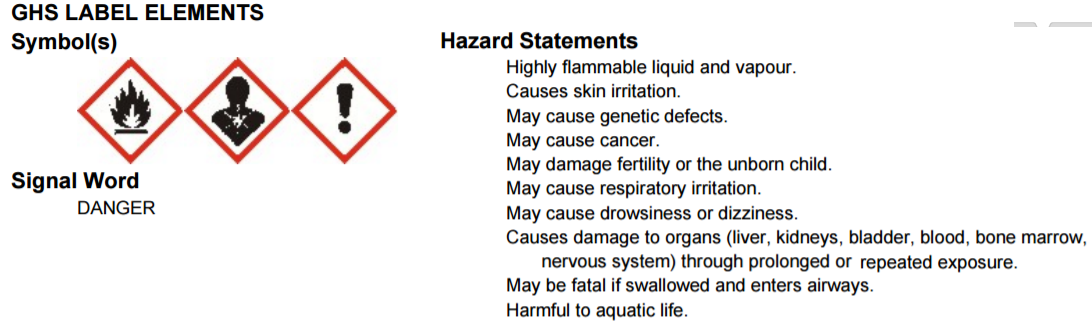 GHS LABEL ELEMENTS
Symbol(s)
Signal Word
DANGER
Hazard Statements
Highly flammable liquid and vapour.
Causes skin irritation.
May cause genetic defects.
May cause cancer.
May damage fertility or the unborn child.
May cause respiratory irritation.
May cause drowsiness or dizziness.
Causes damage to organs (liver, kidneys, bladder, blood, bone marrow,
nervous system) through prolonged or repeated exposure.
May be fatal if swallowed and enters airways.
Harmful to aquatic life.